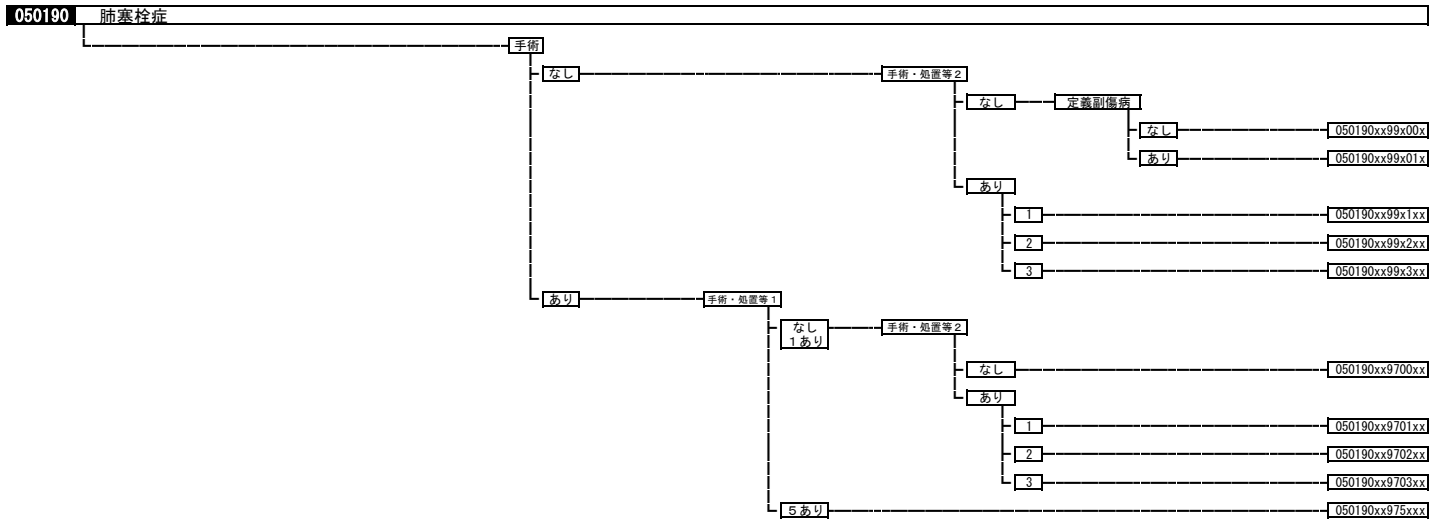 050190 肺塞栓症
手術
なし 手術・処置等２
なし 定義副傷病
なし 050190xx99x00x
あり 050190xx99x01x
あり
1 050190xx99x1xx
2 050190xx99x2xx
3 050190xx99x3xx
あり 手術・処置等１
なし 手術・処置等２
１あり
なし 050190xx9700xx
あり
1 050190xx9701xx
2 050190xx9702xx
3 050190xx9703xx
５あり 050190xx975xxx